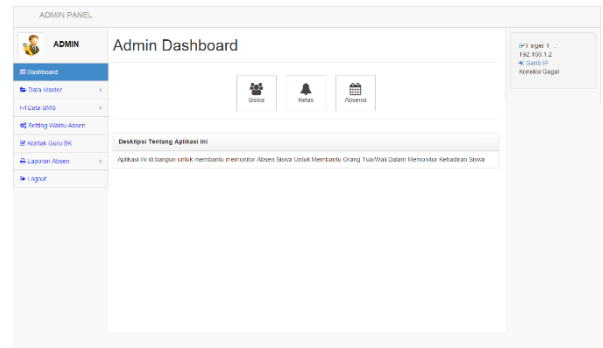 ADMIN PANEL
ADMIN
Dashboard
Data Master
Data SMS
Setting Waktu Absen
Kontak Guru BK
Laporan Absen
Logout
Admin Dashboard
Siswa
Kelas
Absensi
Deskripsi Tentang Aplikasi Ini
Aplikasi Ini di bangun untuk membantu memonitor Absen Siswa Untuk Membantu Orang Tua/Wali Dalam Memonitor Kehadiran Siswa
192.168.1.2
Ganti IP
Koneksi Gagal